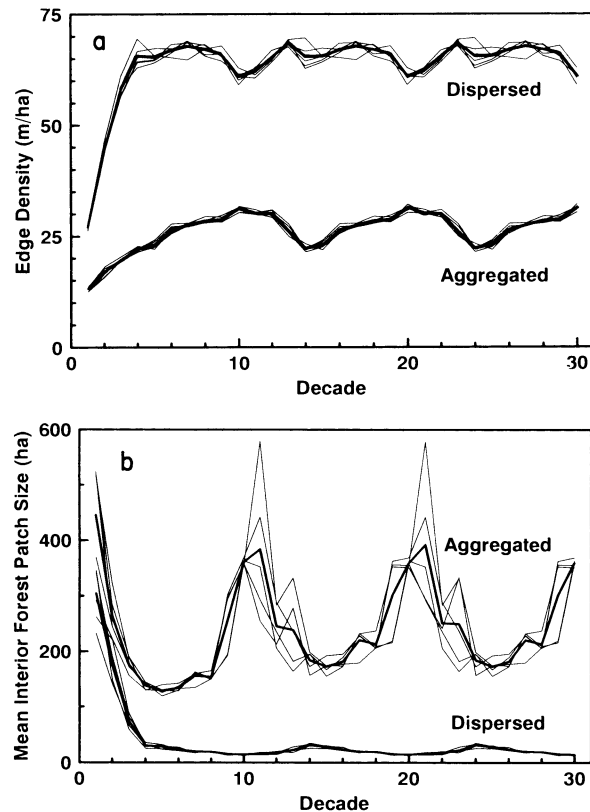 a
75
50
25
0
Edge Density (m/ha)
Dispersed
Aggregated
0
10
20
30
Decade
b
600
400
200
0
Mean Interior Forest Patch Size (ha)
Aggregated
Dispersed
0
10
20
30
Decade